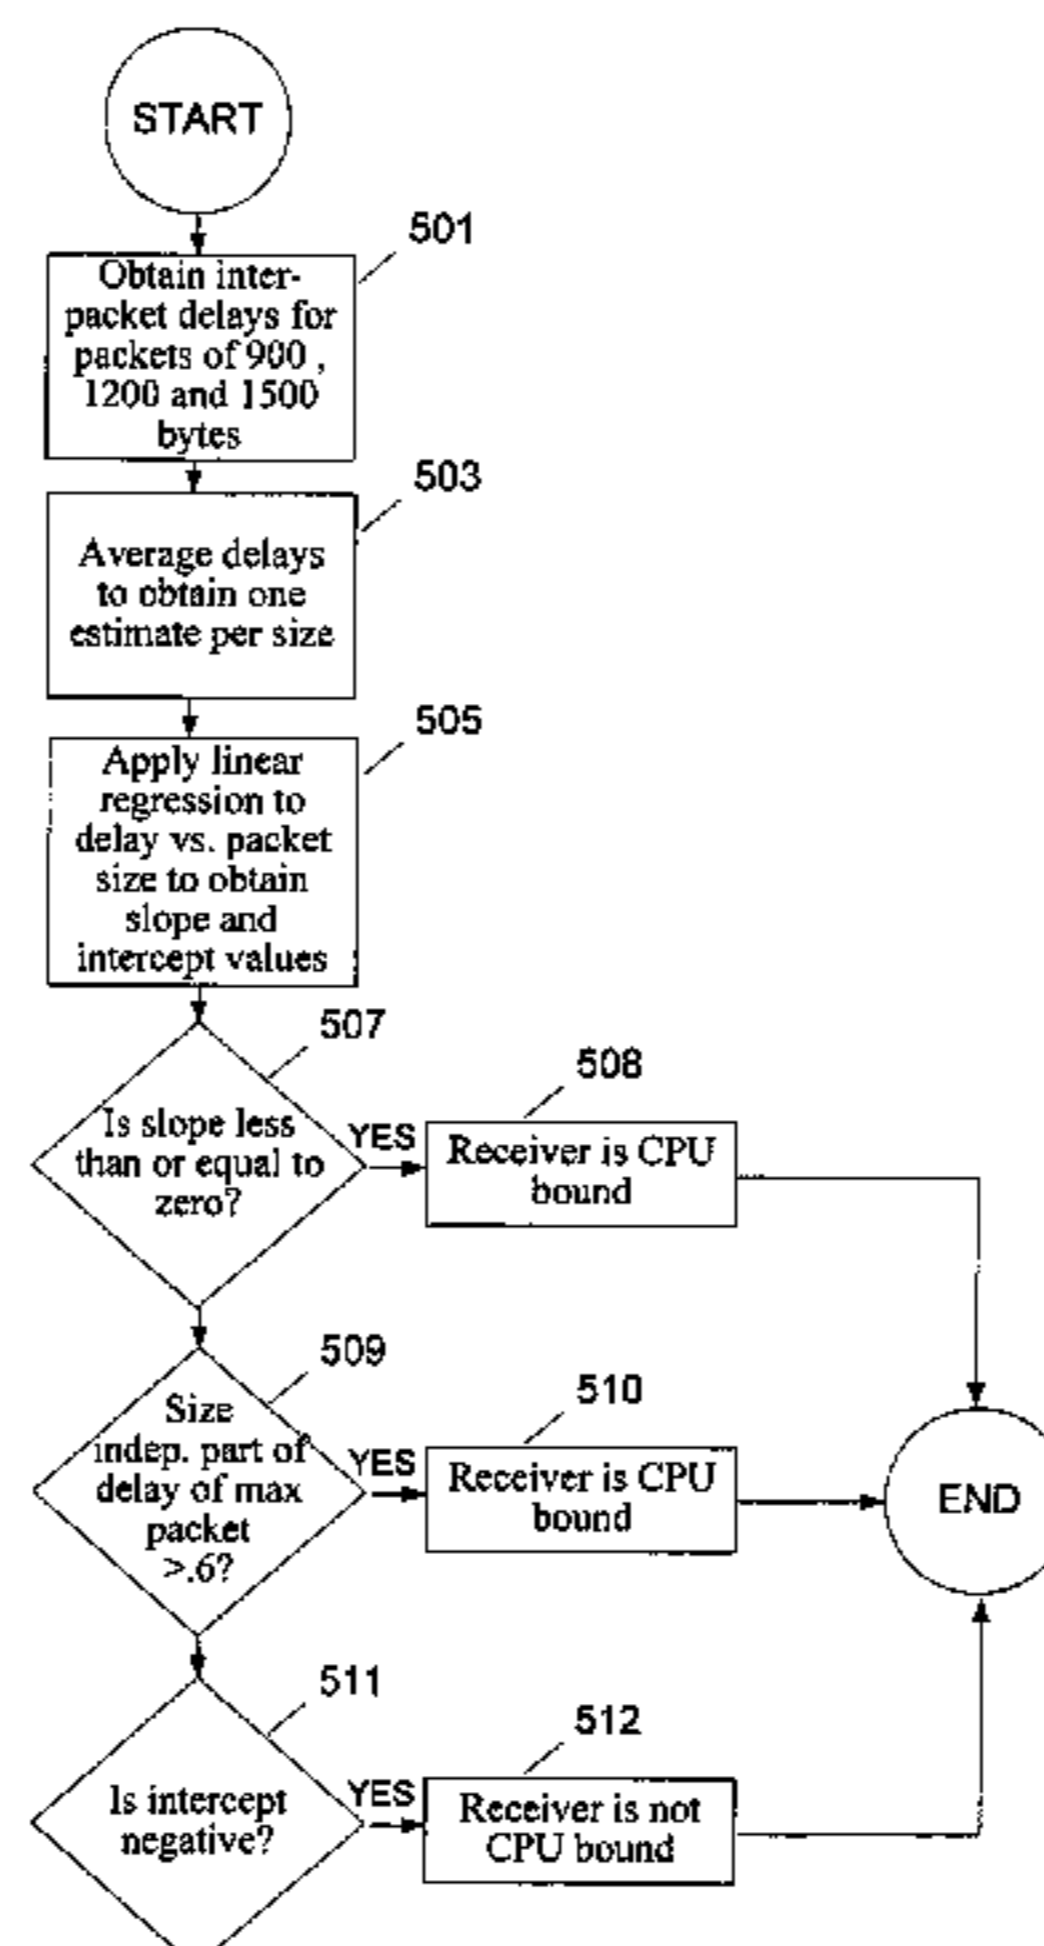 START
501
Obtain inter-
packet delays for
packets of 900 ,
1200 and 1500
bytes
503
Average delays
to obtain one
estimate per size
505
Apply linear
regression to
delay vs. packet
size to obtain
slope and
intercept values
507
Is slope less
than or equal to
zero?
YES
508
Receiver is CPU
bound
509
Size
indep. part of
delay of max
packet
>.6?
YES
510
Receiver is CPU
bound
END
511
Is intercept
negative?
YES
512
Receiver is not
CPU bound